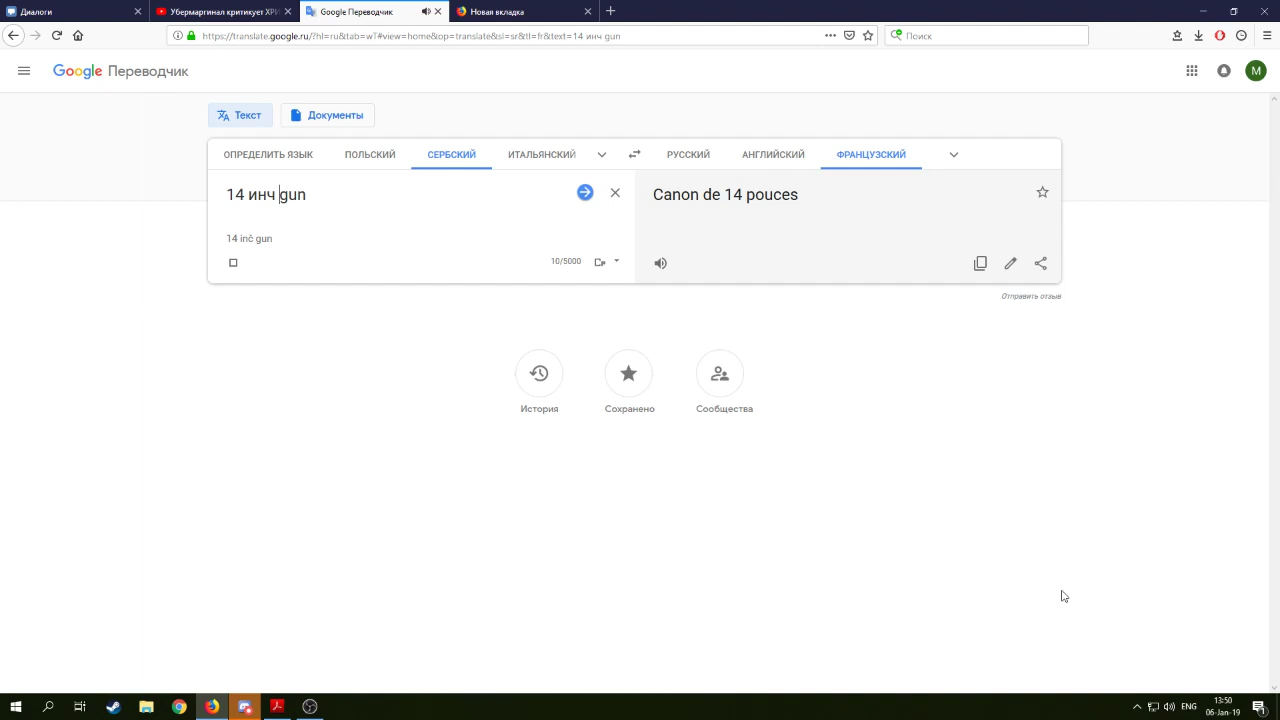 Диалоги
Убермаргинал критикует ХРИ
Google Переводчик
Новая вкладка
https://translate.google.ru/?hl=ru&tab=wT#view=home&op=translate&sl=sr&tl=fr&text=14 инч gun
Поиск
Google Переводчик
M
Текст
Документы
ОПРЕДЕЛИТЬ ЯЗЫК
ПОЛЬСКИЙ
СЕРБСКИЙ
ИТАЛЬЯНСКИЙ
РУССКИЙ
АНГЛИЙСКИЙ
ФРАНЦУЗСКИЙ
14 инч gun
Canon de 14 pouces
14 inč gun
10/5000
Отправить отзыв
История
Сохранено
Сообщества
ENG
13:50
06-Jan-19
1